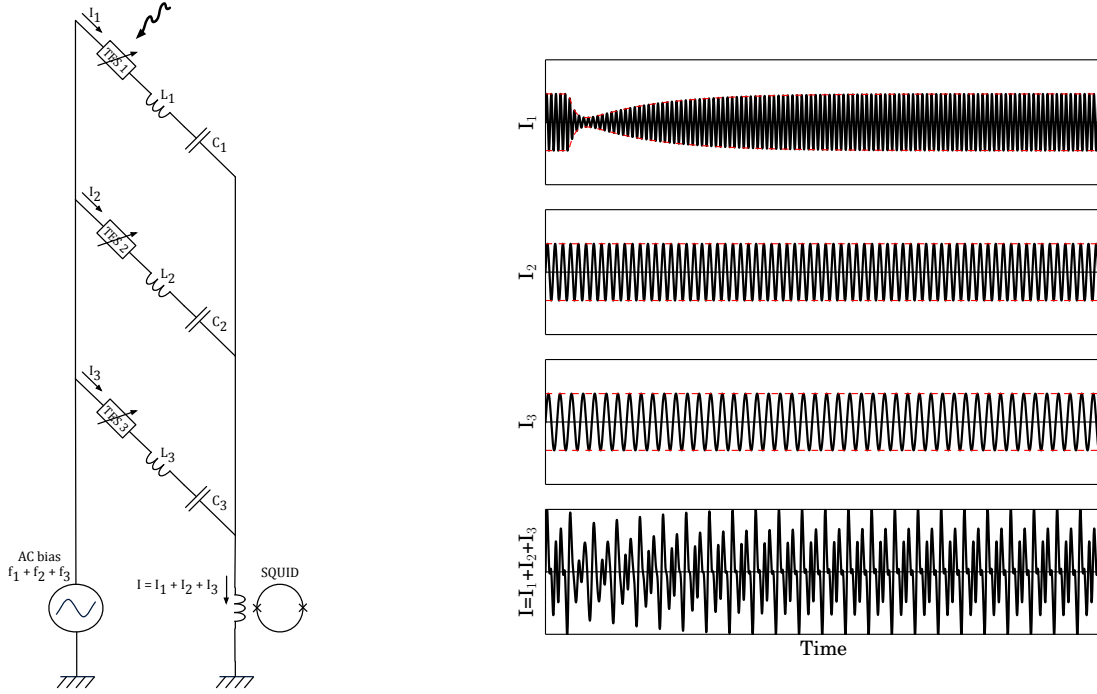 I₁
TES 1
L₁
C₁
I₂
TES 2
L₂
C₂
I₃
TES 3
L₃
C₃
AC bias
f₁ + f₂ + f₃
I = I₁ + I₂ + I₃
SQUID
I₁
I₂
I₃
I=I₁+I₂+I₃
Time